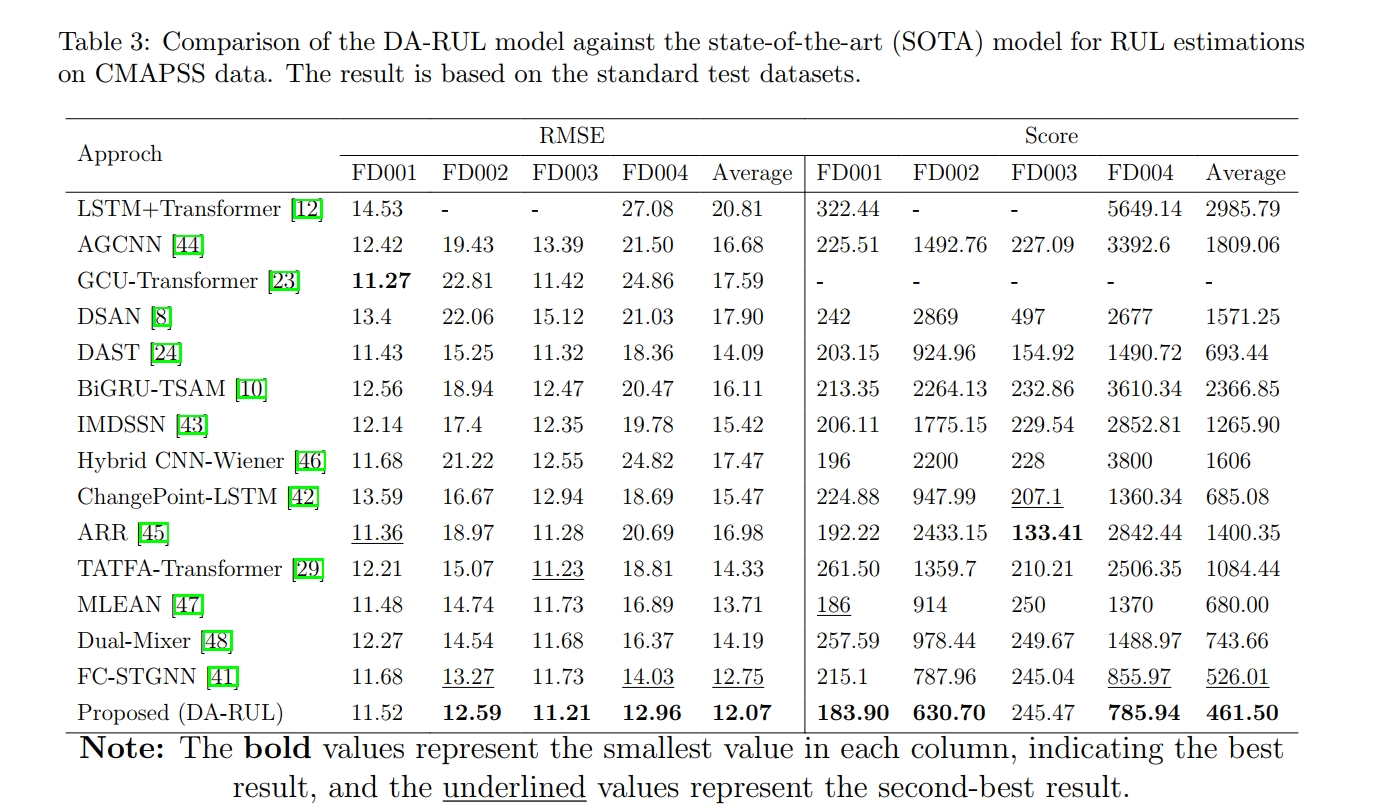 Table 3: Comparison of the DA-RUL model against the state-of-the-art (SOTA) model for RUL estimations
on CMAPSS data. The result is based on the standard test datasets.
Approch RMSE Score
FD001 FD002 FD003 FD004 Average FD001 FD002 FD003 FD004 Average
LSTM+Transformer [12] 14.53 - - 27.08 20.81 322.44 - - 5649.14 2985.79
AGCNN [44] 12.42 19.43 13.39 21.50 16.68 225.51 1492.76 227.09 3392.6 1809.06
GCU-Transformer [23] 11.27 22.81 11.42 24.86 17.59 - - - - -
DSAN [8] 13.4 22.06 15.12 21.03 17.90 242 2869 497 2677 1571.25
DAST [24] 11.43 15.25 11.32 18.36 14.09 203.15 924.96 154.92 1490.72 693.44
BiGRU-TSAM [10] 12.56 18.94 12.47 20.47 16.11 213.35 2264.13 232.86 3610.34 2366.85
IMDSSN [43] 12.14 17.4 12.35 19.78 15.42 206.11 1775.15 229.54 2852.81 1265.90
Hybrid CNN-Wiener [46] 11.68 21.22 12.55 24.82 17.47 196 2200 228 3800 1606
ChangePoint-LSTM [42] 13.59 16.67 12.94 18.69 15.47 224.88 947.99 207.1 1360.34 685.08
ARR [45] 11.36 18.97 11.28 20.69 16.98 192.22 2433.15 133.41 2842.44 1400.35
TATFA-Transformer [29] 12.21 15.07 11.23 18.81 14.33 261.50 1359.7 210.21 2506.35 1084.44
MLEAN [47] 11.48 14.74 11.73 16.89 13.71 186 914 250 1370 680.00
Dual-Mixer [48] 12.27 14.54 11.68 16.37 14.19 257.59 978.44 249.67 1488.97 743.66
FC-STGNN [41] 11.68 13.27 11.73 14.03 12.75 215.1 787.96 245.04 855.97 526.01
Proposed (DA-RUL) 11.52 12.59 11.21 12.96 12.07 183.90 630.70 245.47 785.94 461.50
Note: The bold values represent the smallest value in each column, indicating the best
result, and the underlined values represent the second-best result.